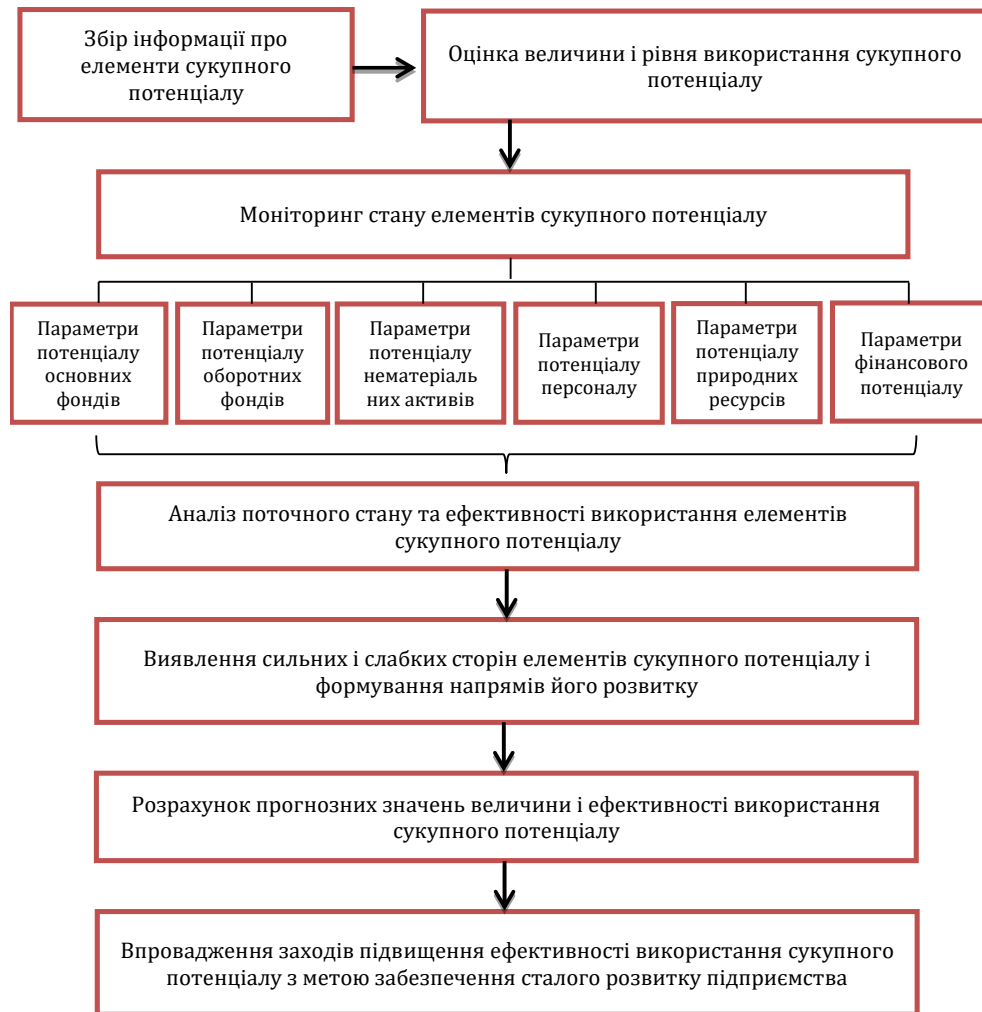 Збір інформації про
елементи сукупного
потенціалу
Оцінка величини і рівня використання сукупного
потенціалу
Моніторинг стану елементів сукупного потенціалу
Параметри
потенціалу
основних
фондів
Параметри
потенціалу
оборотних
фондів
Параметри
потенціалу
нематеріаль
них активів
Параметри
потенціалу
персоналу
Параметри
потенціалу
природних
ресурсів
Параметри
фінансового
потенціалу
Аналіз поточного стану та ефективності використання елементів
сукупного потенціалу
Виявлення сильних і слабких сторін елементів сукупного потенціалу і
формування напрямів його розвитку
Розрахунок прогнозних значень величини і ефективності використання
сукупного потенціалу
Впровадження заходів підвищення ефективності використання сукупного
потенціалу з метою забезпечення сталого розвитку підприємства